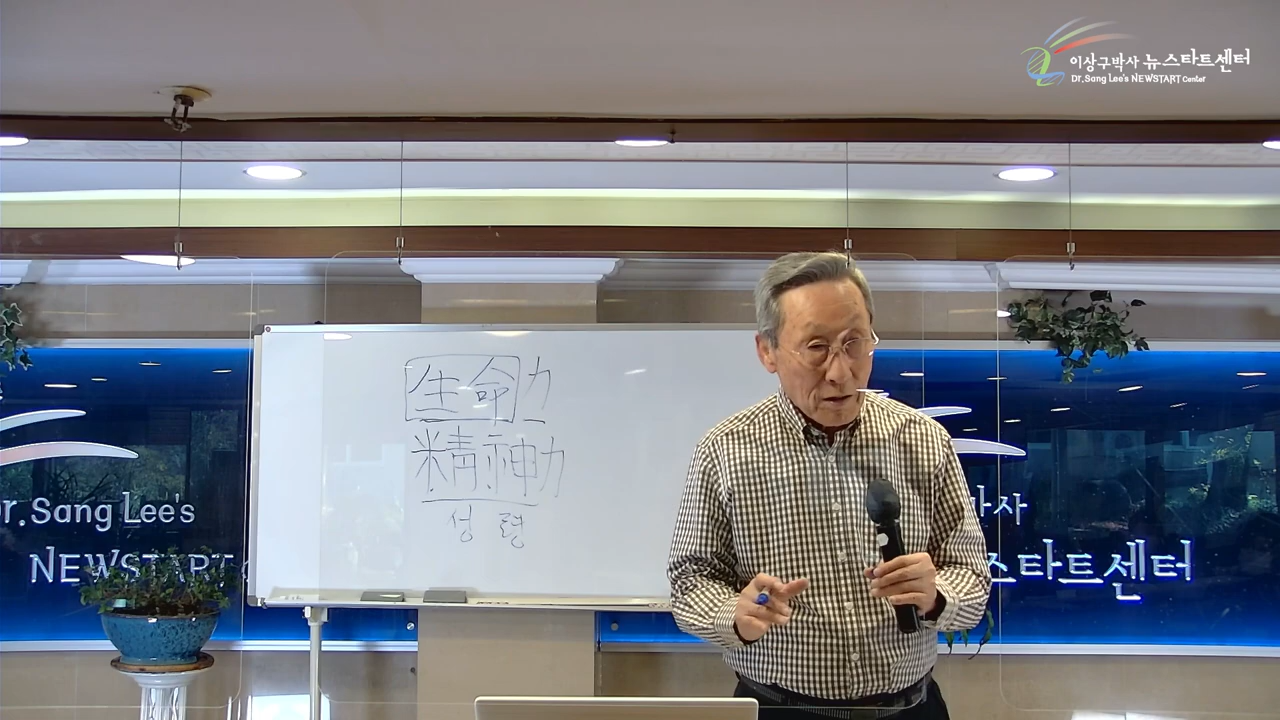 이상구박사 뉴스타트센터
Dr. Sang Lee's NEWSTART Center
生命力
精神力
성령
Dr. Sang Lee's
NEWSTART
박사
스타트센터